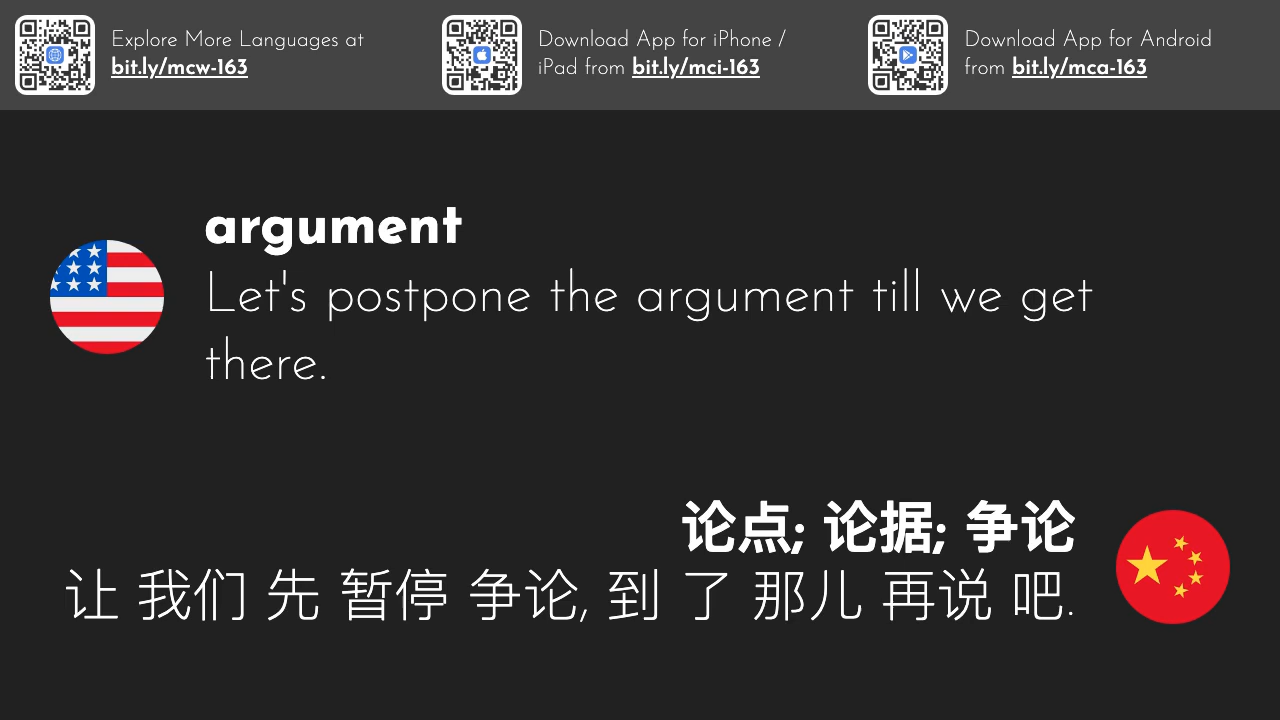 Explore More Languages at
bit.ly/mcw-163
Download App for iPhone /
iPad from bit.ly/mci-163
Download App for Android
from bit.ly/mca-163
argument
Let's postpone the argument till we get
there.
论点; 论据; 争论
让 我们 先 暂停 争论, 到 了 那儿 再说 吧.